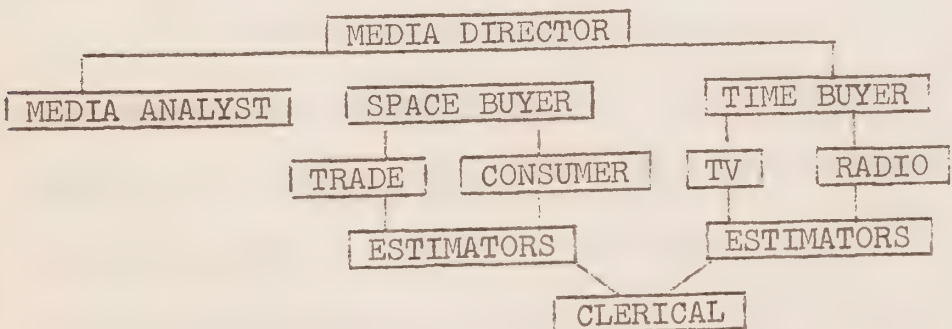 MEDIA DIRECTOR
MEDIA ANALYST SPACE BUYER TIME BUYER
TRADE CONSUMER TV RADIO
ESTIMATORS ESTIMATORS
CLERICAL